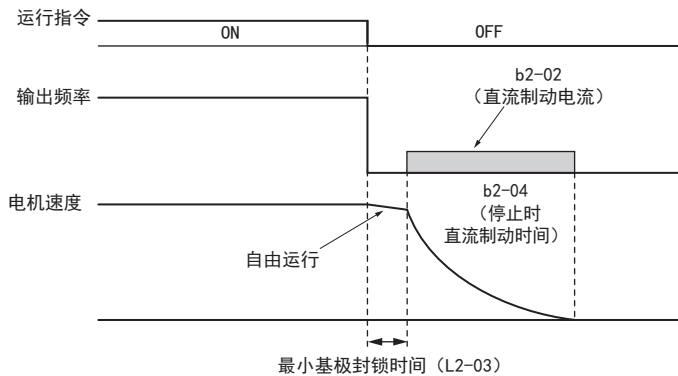 运行指令
ON
OFF
b2-02
（直流制动电流）
输出频率
b2-04
（停止时
直流制动时间）
电机速度
自由运行
最小基极封锁时间（L2-03）